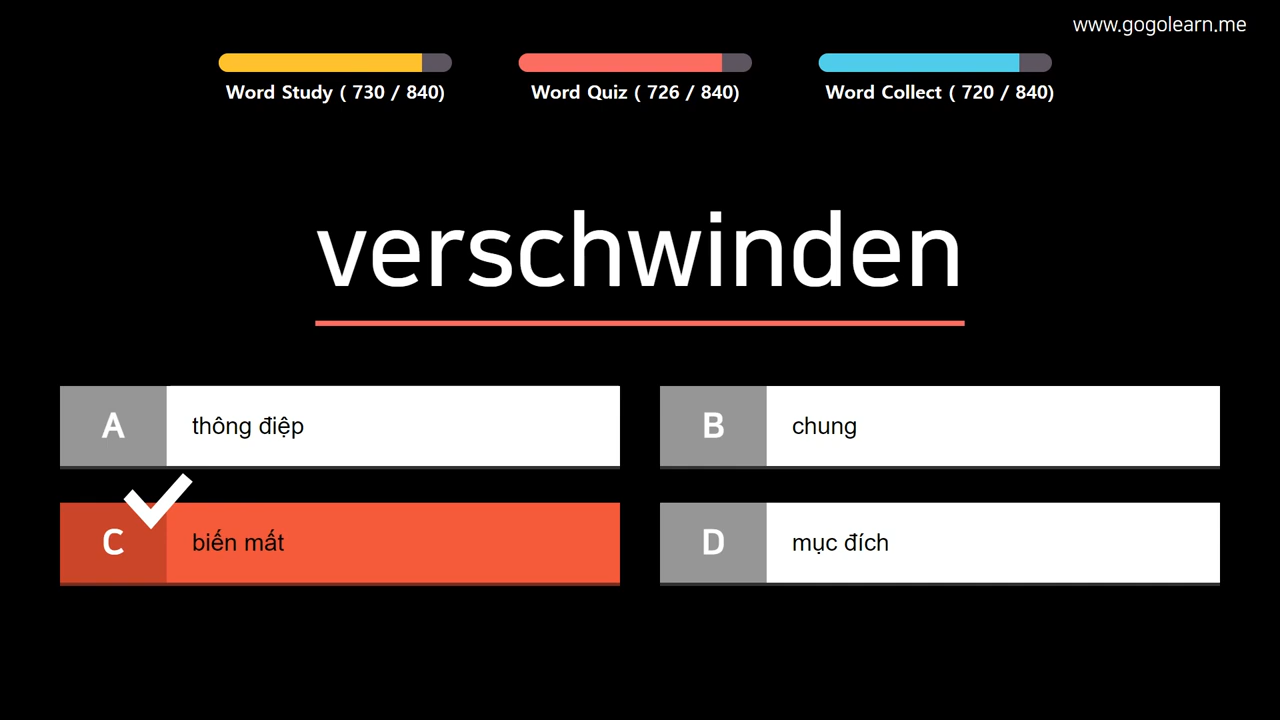 www.gogolearn.me
Word Study ( 730 / 840)
Word Quiz ( 726 / 840)
Word Collect ( 720 / 840)
verschwinden
A
thông điệp
B
chung
C
biến mất
D
mục đích